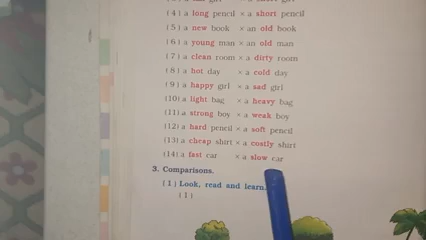 (4) a long pencil × a short pencil
(5) a new book × an old book
(6) a young man × an old man
(7) a clean room × a dirty room
(8) a hot day × a cold day
(9) a happy girl × a sad girl
(10) a light bag × a heavy bag
(11) a strong boy × a weak boy
(12) a hard pencil × a soft pencil
(13) a cheap shirt × a costly shirt
(14) a fast car × a slow car
3. Comparisons.
(1) Look, read and learn.
(1)